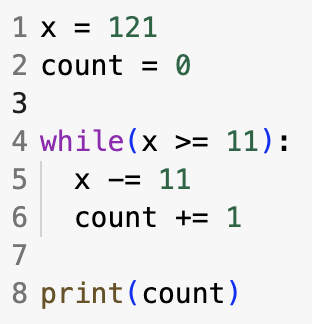 1 x = 121
2 count = 0
3
4 while(x >= 11):
5   x -= 11
6   count += 1
7
8 print(count)